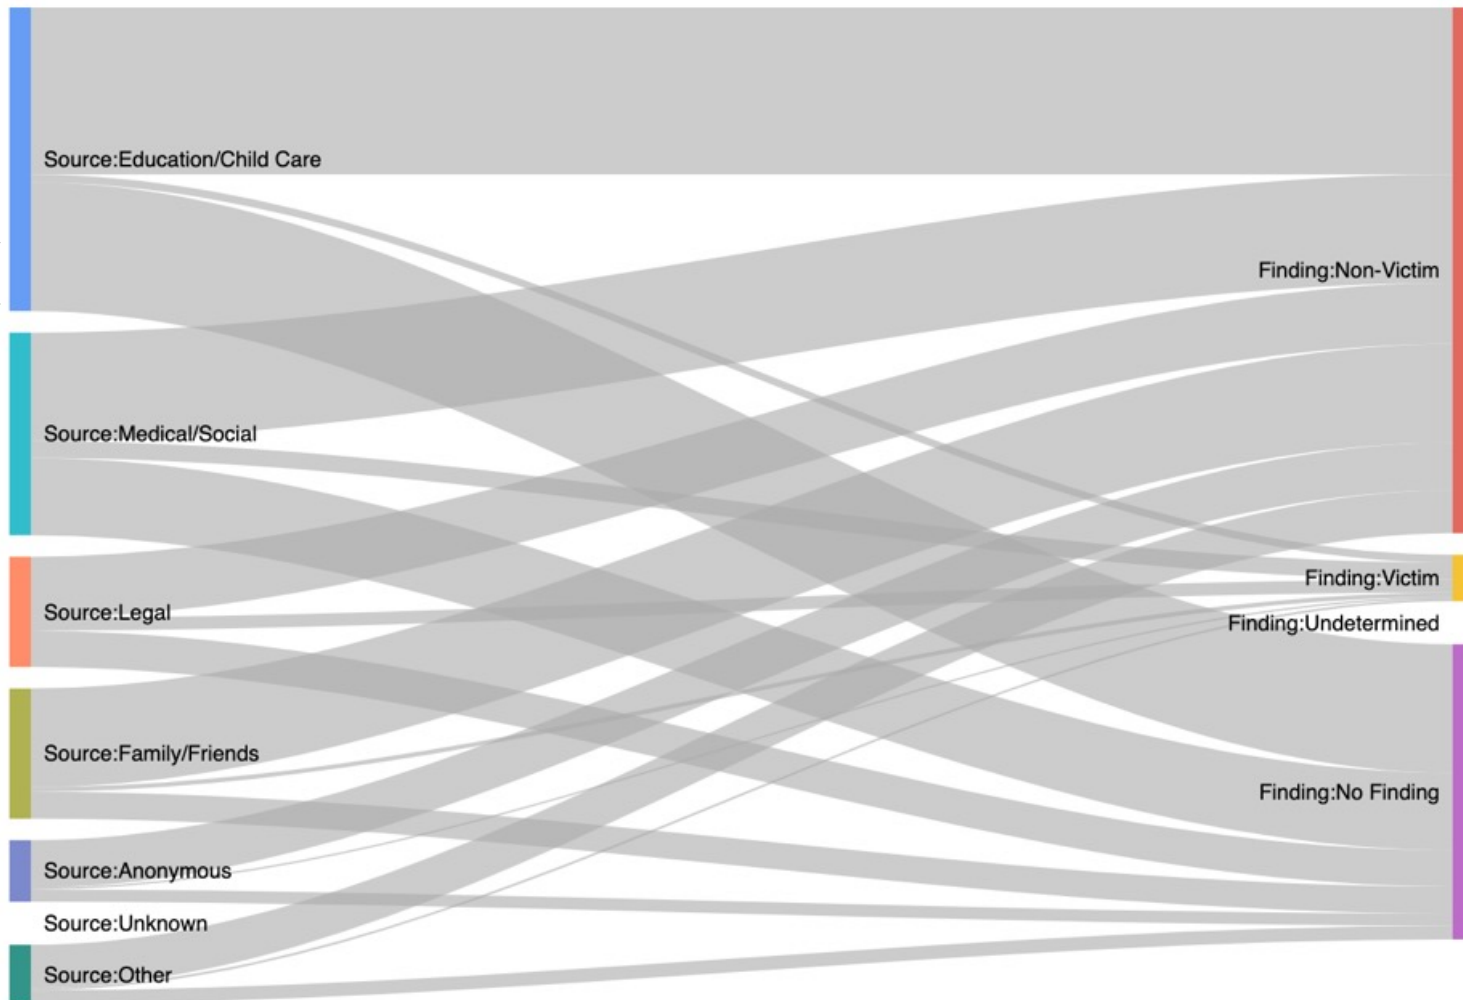 Source:Education/Child Care
Finding:Non-Victim
Source:Medical/Social
Finding:Victim
Source:Legal
Finding:Undetermined
Source:Family/Friends
Finding:No Finding
Source:Anonymous
Source:Unknown
Source:Other